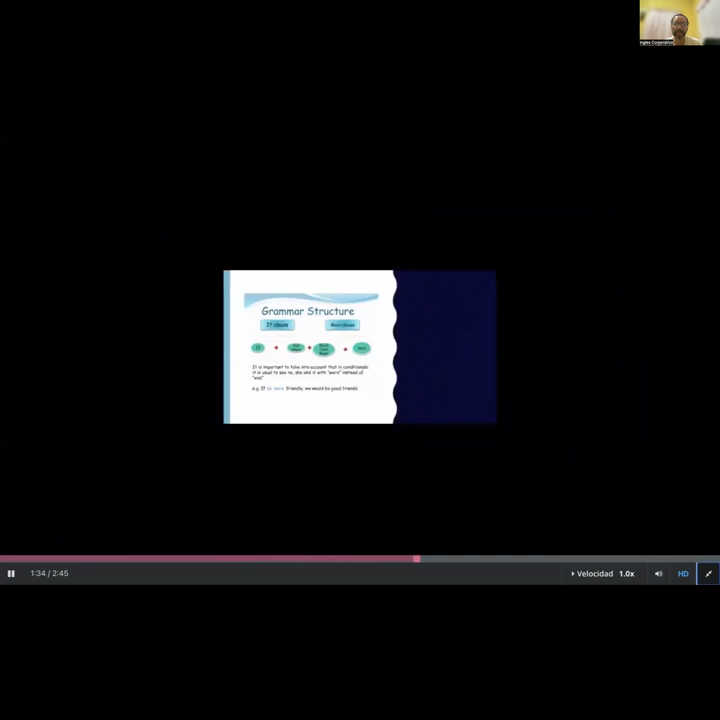 Ingles Corporativo
Grammar Structure
If clause
Main clause
If + + + verb
It is important to take into account that in conditionals:
it is usual to see he, she and it with "were" instead of
"was"
e.g. If he were friendly, we would be good friends
1:34 / 2:45
Velocidad 1.0x
HD